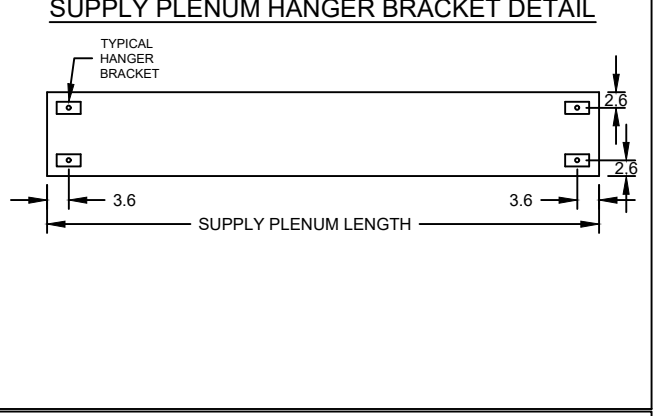 SUPPLY PLENUM HANGER BRACKET DETAIL
TYPICAL
HANGER
BRACKET
2.6
2.6
3.6
3.6
SUPPLY PLENUM LENGTH